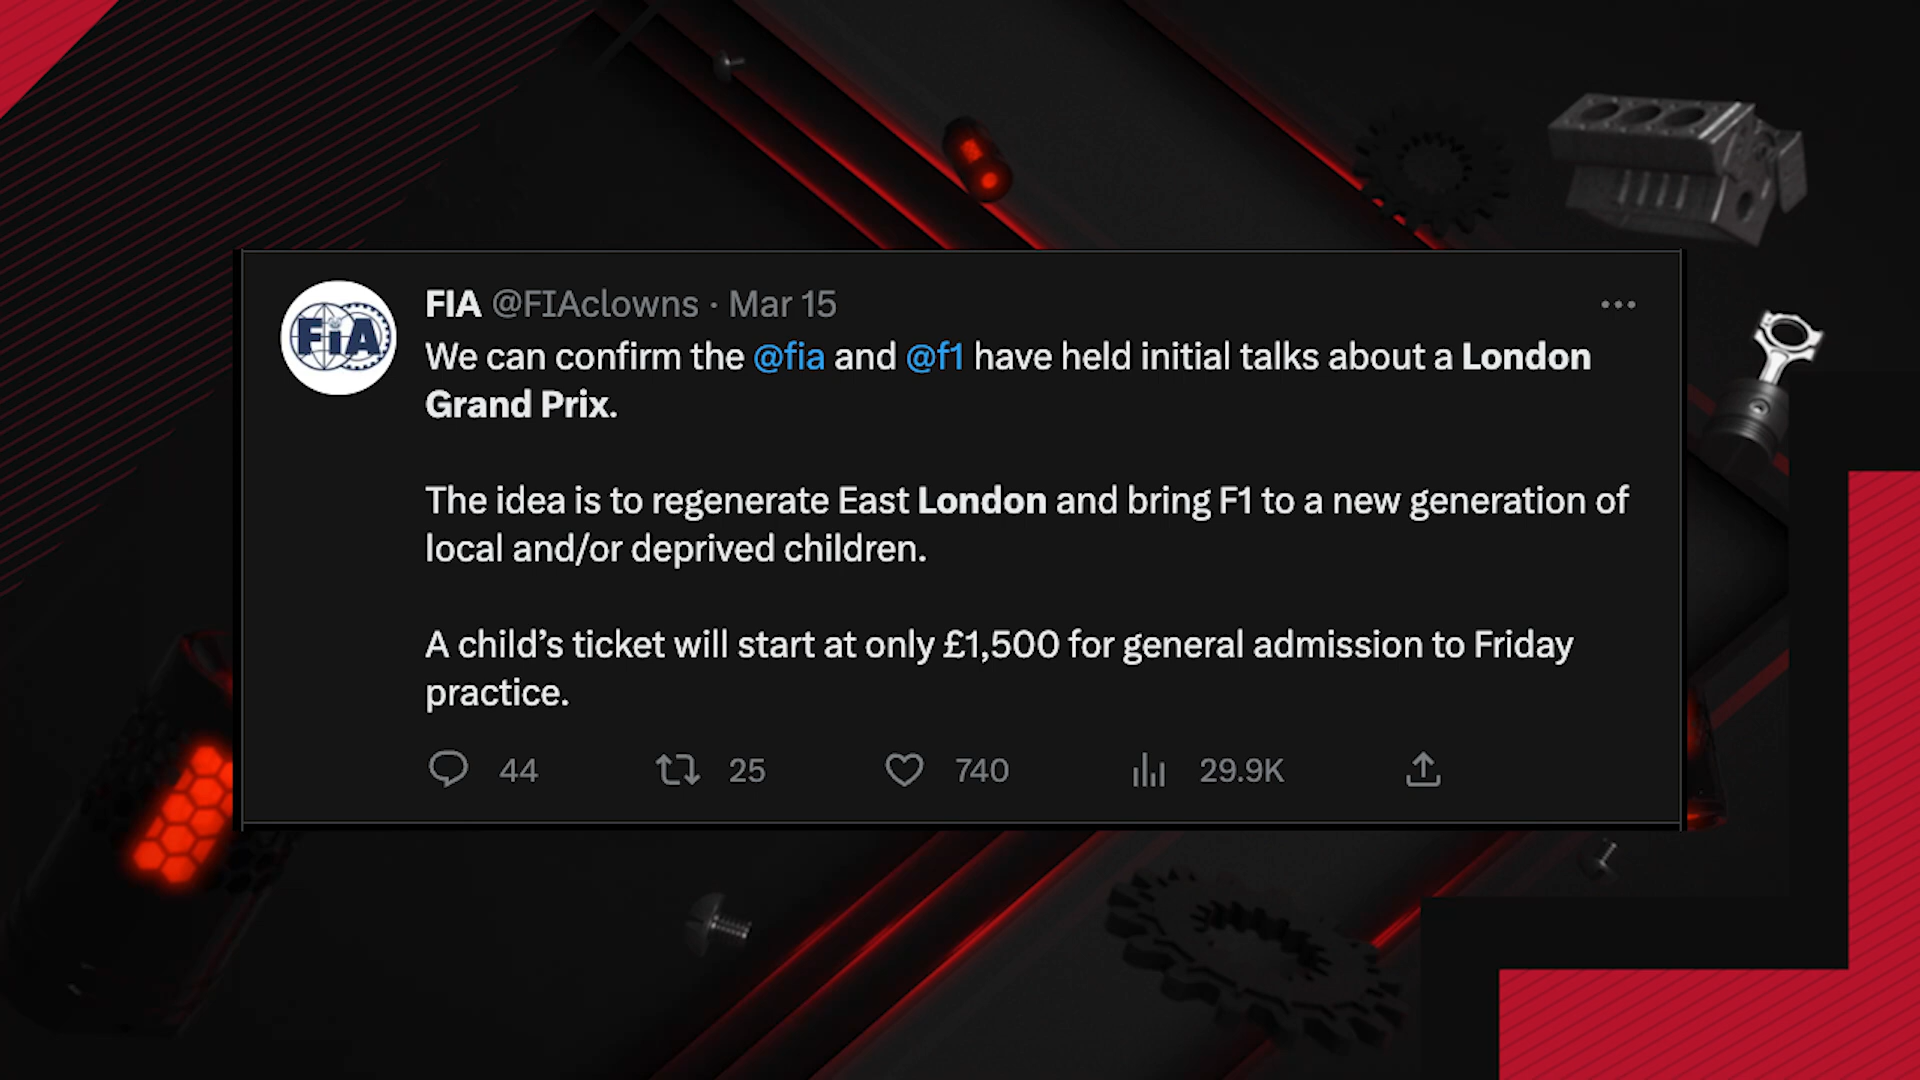 FIA
FIA @FIAclowns · Mar 15
We can confirm the @fia and @f1 have held initial talks about a London
Grand Prix.
The idea is to regenerate East London and bring F1 to a new generation of
local and/or deprived children.
A child’s ticket will start at only £1,500 for general admission to Friday
practice.
44 25 740 29.9K